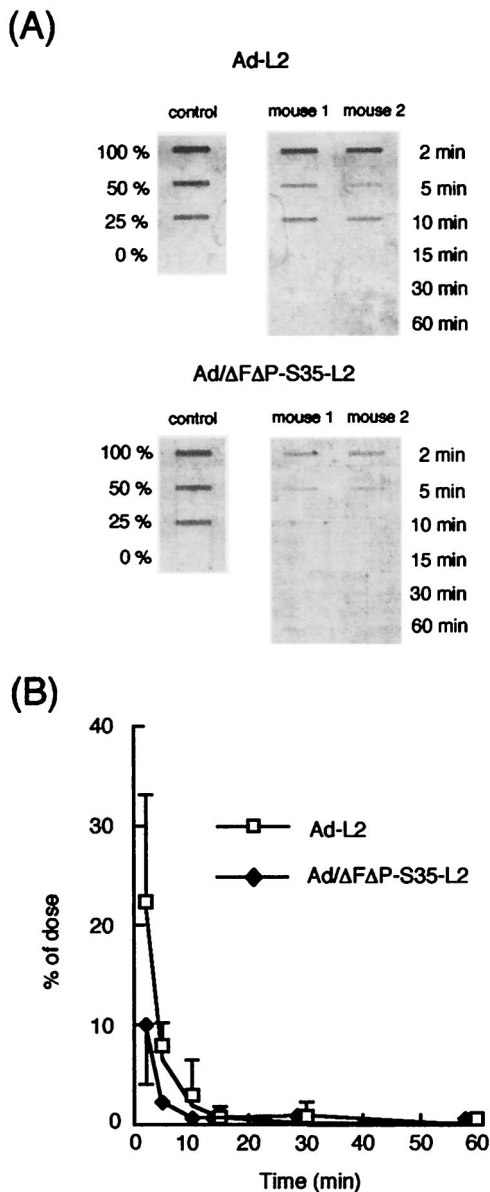 (A)
Ad-L2
control mouse 1 mouse 2
100 % 2 min
50 % 5 min
25 % 10 min
0 % 15 min
30 min
60 min
Ad/ΔFΔP-S35-L2
control mouse 1 mouse 2
100 % 2 min
50 % 5 min
25 % 10 min
0 % 15 min
30 min
60 min
(B)
40
30
20
10
0
% of dose
Ad-L2
Ad/ΔFΔP-S35-L2
0 10 20 30 40 50 60
Time (min)